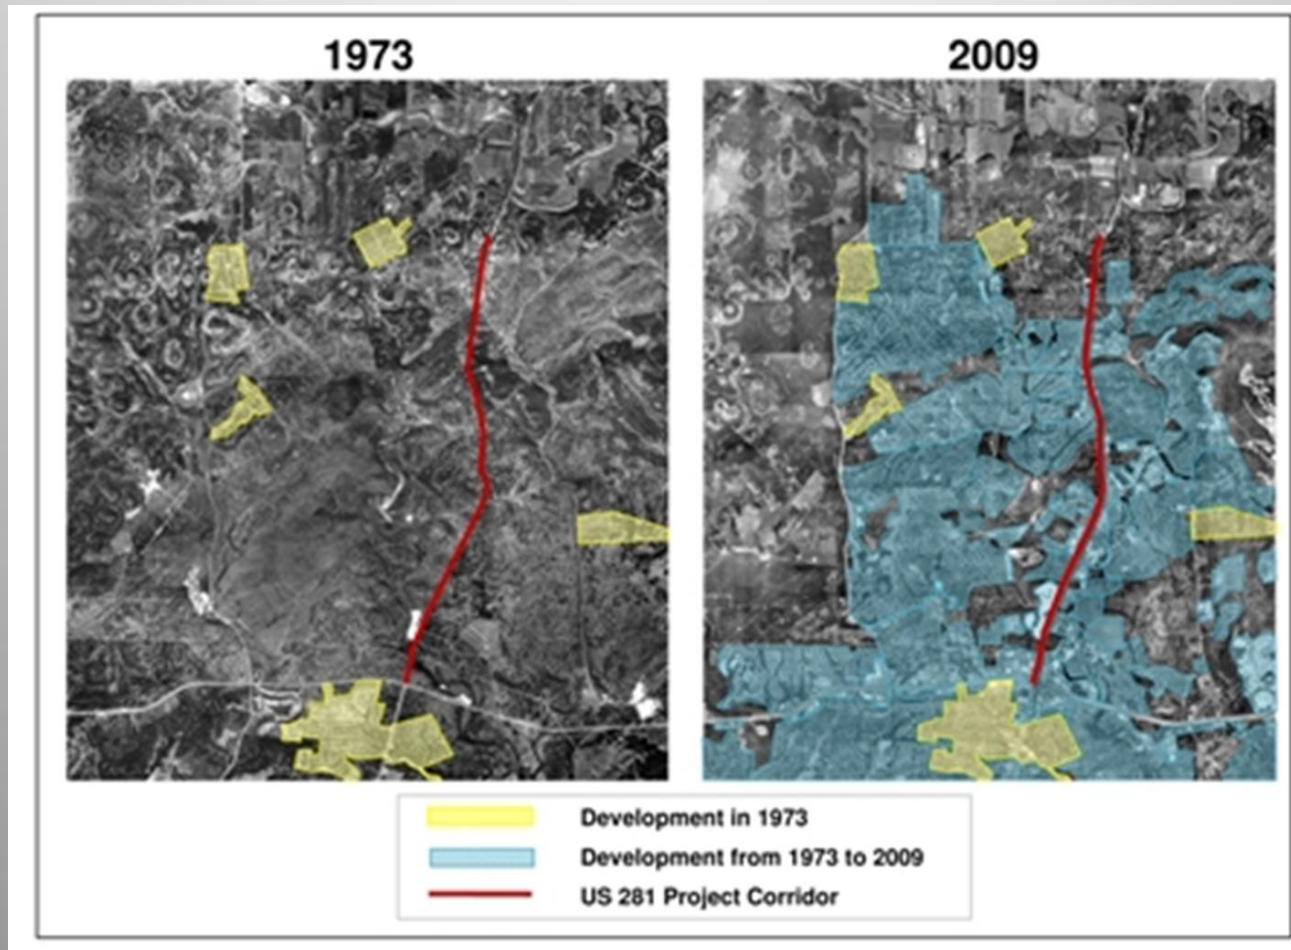 1973
2009
Development in 1973
Development from 1973 to 2009
US 281 Project Corridor